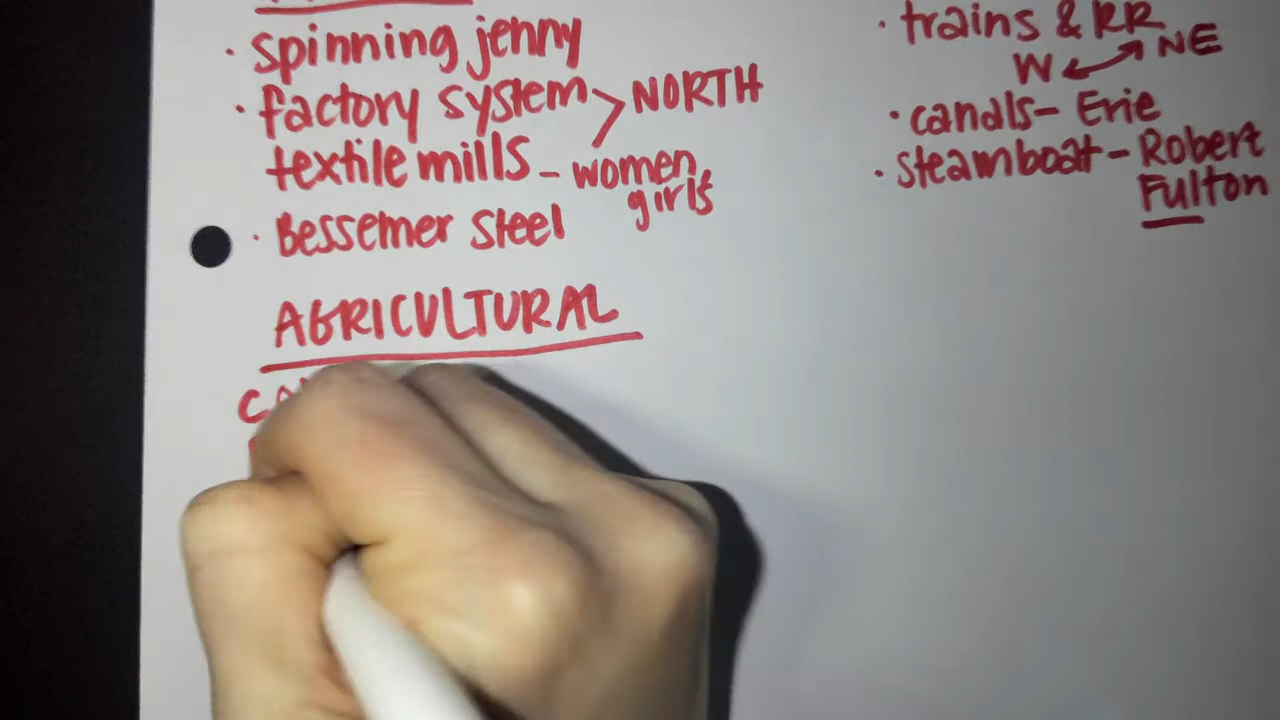 • spinning jenny
• factory system > NORTH
textile mills - women,
girls
• Bessemer Steel
AGRICULTURAL
• trains & RR
W ↔ NE
• canals - Erie
• steamboat - Robert
Fulton